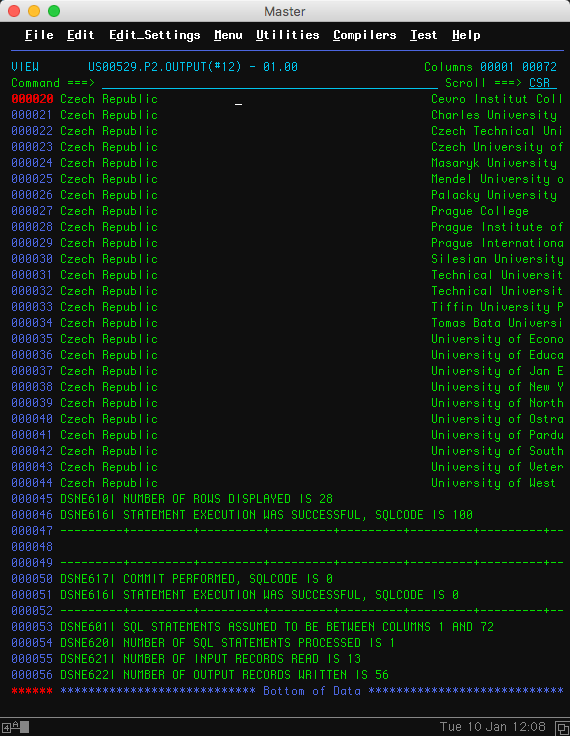 Master
File Edit Edit_Settings Menu Utilities Compilers Test Help
VIEW US00529.P2.OUTPUT(#12) - 01.00 Columns 00001 00072
Command ===> Scroll ===> CSR
000020 Czech Republic Cevro Institut Coll
000021 Czech Republic Charles University
000022 Czech Republic Czech Technical Uni
000023 Czech Republic Czech University of
000024 Czech Republic Masaryk University
000025 Czech Republic Mendel University o
000026 Czech Republic Palacky University
000027 Czech Republic Prague College
000028 Czech Republic Prague Institute of
000029 Czech Republic Prague Internationa
000030 Czech Republic Silesian University
000031 Czech Republic Technical Universit
000032 Czech Republic Technical Universit
000033 Czech Republic Tiffin University P
000034 Czech Republic Tomas Bata Universi
000035 Czech Republic University of Econo
000036 Czech Republic University of Educa
000037 Czech Republic University of Jan E
000038 Czech Republic University of New Y
000039 Czech Republic University of North
000040 Czech Republic University of Ostra
000041 Czech Republic University of Pardu
000042 Czech Republic University of South
000043 Czech Republic University of Veter
000044 Czech Republic University of West
000045 DSNE610I NUMBER OF ROWS DISPLAYED IS 28
000046 DSNE616I STATEMENT EXECUTION WAS SUCCESSFUL, SQLCODE IS 100
000047 ---------+---------+---------+---------+---------+---------+---------+--
000048
000049 ---------+---------+---------+---------+---------+---------+---------+--
000050 DSNE617I COMMIT PERFORMED, SQLCODE IS 0
000051 DSNE616I STATEMENT EXECUTION WAS SUCCESSFUL, SQLCODE IS 0
000052 ---------+---------+---------+---------+---------+---------+---------+--
000053 DSNE601I SQL STATEMENTS ASSUMED TO BE BETWEEN COLUMNS 1 AND 72
000054 DSNE620I NUMBER OF SQL STATEMENTS PROCESSED IS 1
000055 DSNE621I NUMBER OF INPUT RECORDS READ IS 13
000056 DSNE622I NUMBER OF OUTPUT RECORDS WRITTEN IS 56
****** **************************** Bottom of Data ****************************
4 A Tue 10 Jan 12:08